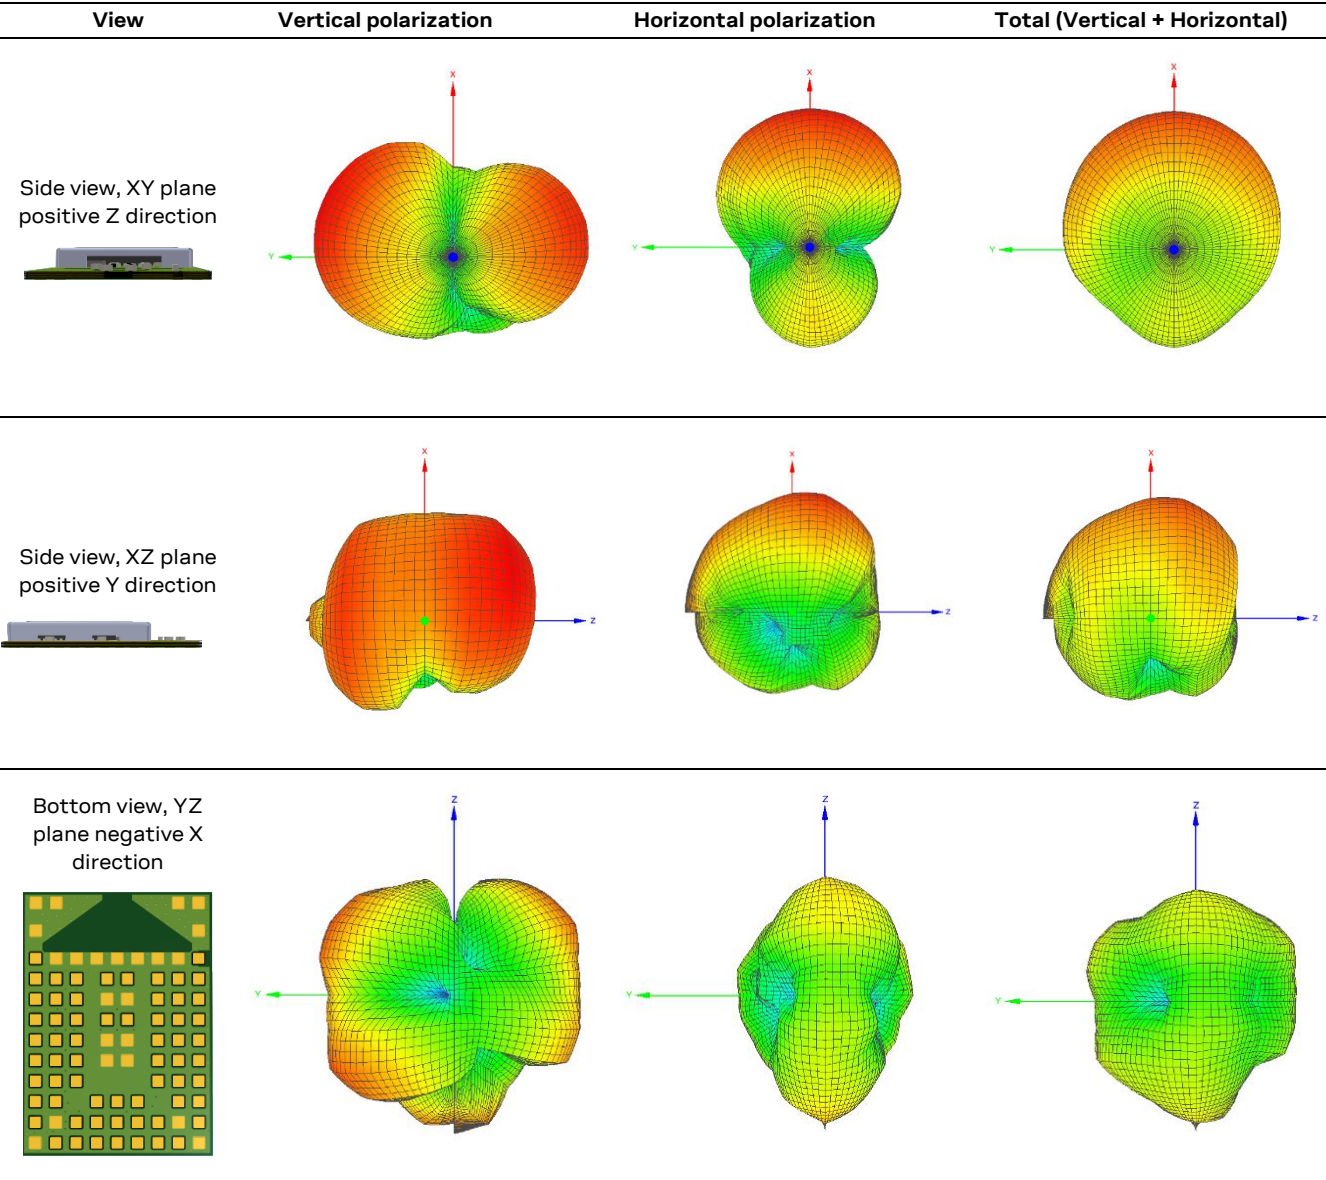 View Vertical polarization Horizontal polarization Total (Vertical + Horizontal)
X X X
Side view, XY plane
positive Z direction
Y Y Y
X X X
Side view, XZ plane
positive Y direction
Z Z Z
Bottom view, YZ
plane negative X
direction
Z Z Z
Y Y Y